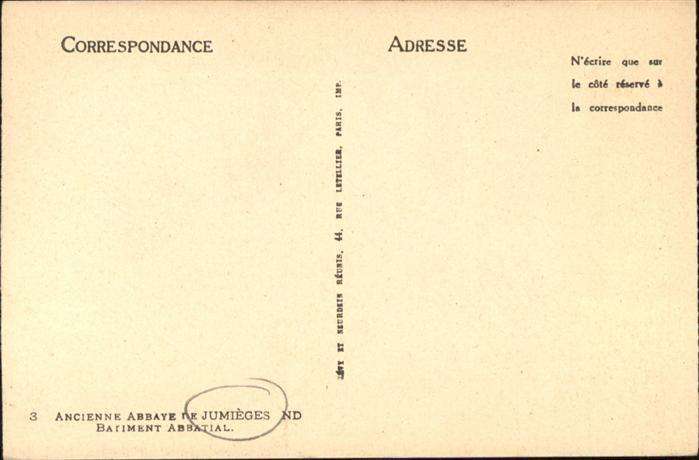 CORRESPONDANCE
ADRESSE
N'écrire que sur
le côté réservé à
la correspondance
LÉVY ET NEURDEIN RÉUNIS, 44, RUE LETELLIER, PARIS, IMP.
3 ANCIENNE ABBAYE DE JUMIÈGES ND
BATIMENT ABBATIAL.